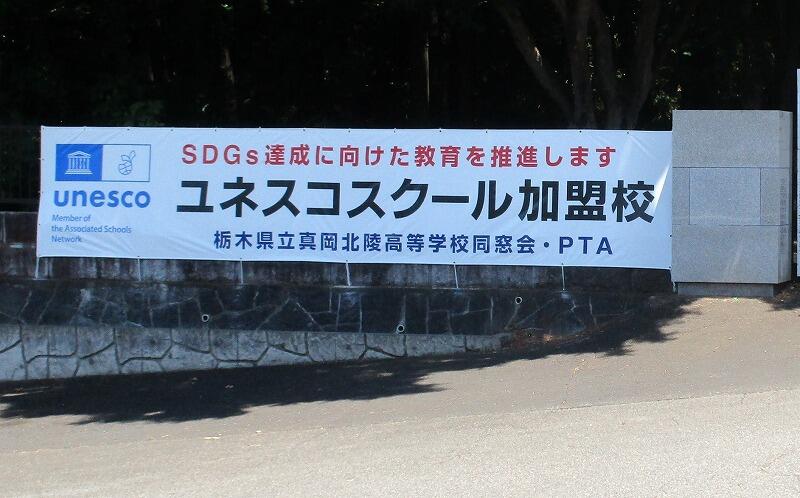 unesco
Member of
the Associated Schools
Network
SDGs達成に向けた教育を推進します
ユネスコスクール加盟校
栃木県立真岡北陵高等学校同窓会・PTA